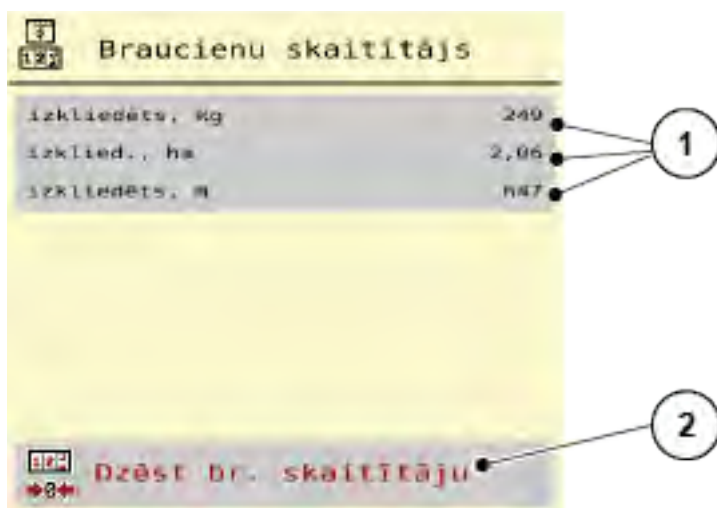 Braucienu skaitītājs
izkliedēts, kg 249
izklied., ha 2,06
izkliedēts, m
1
Dzēst br. skaitītāju
2